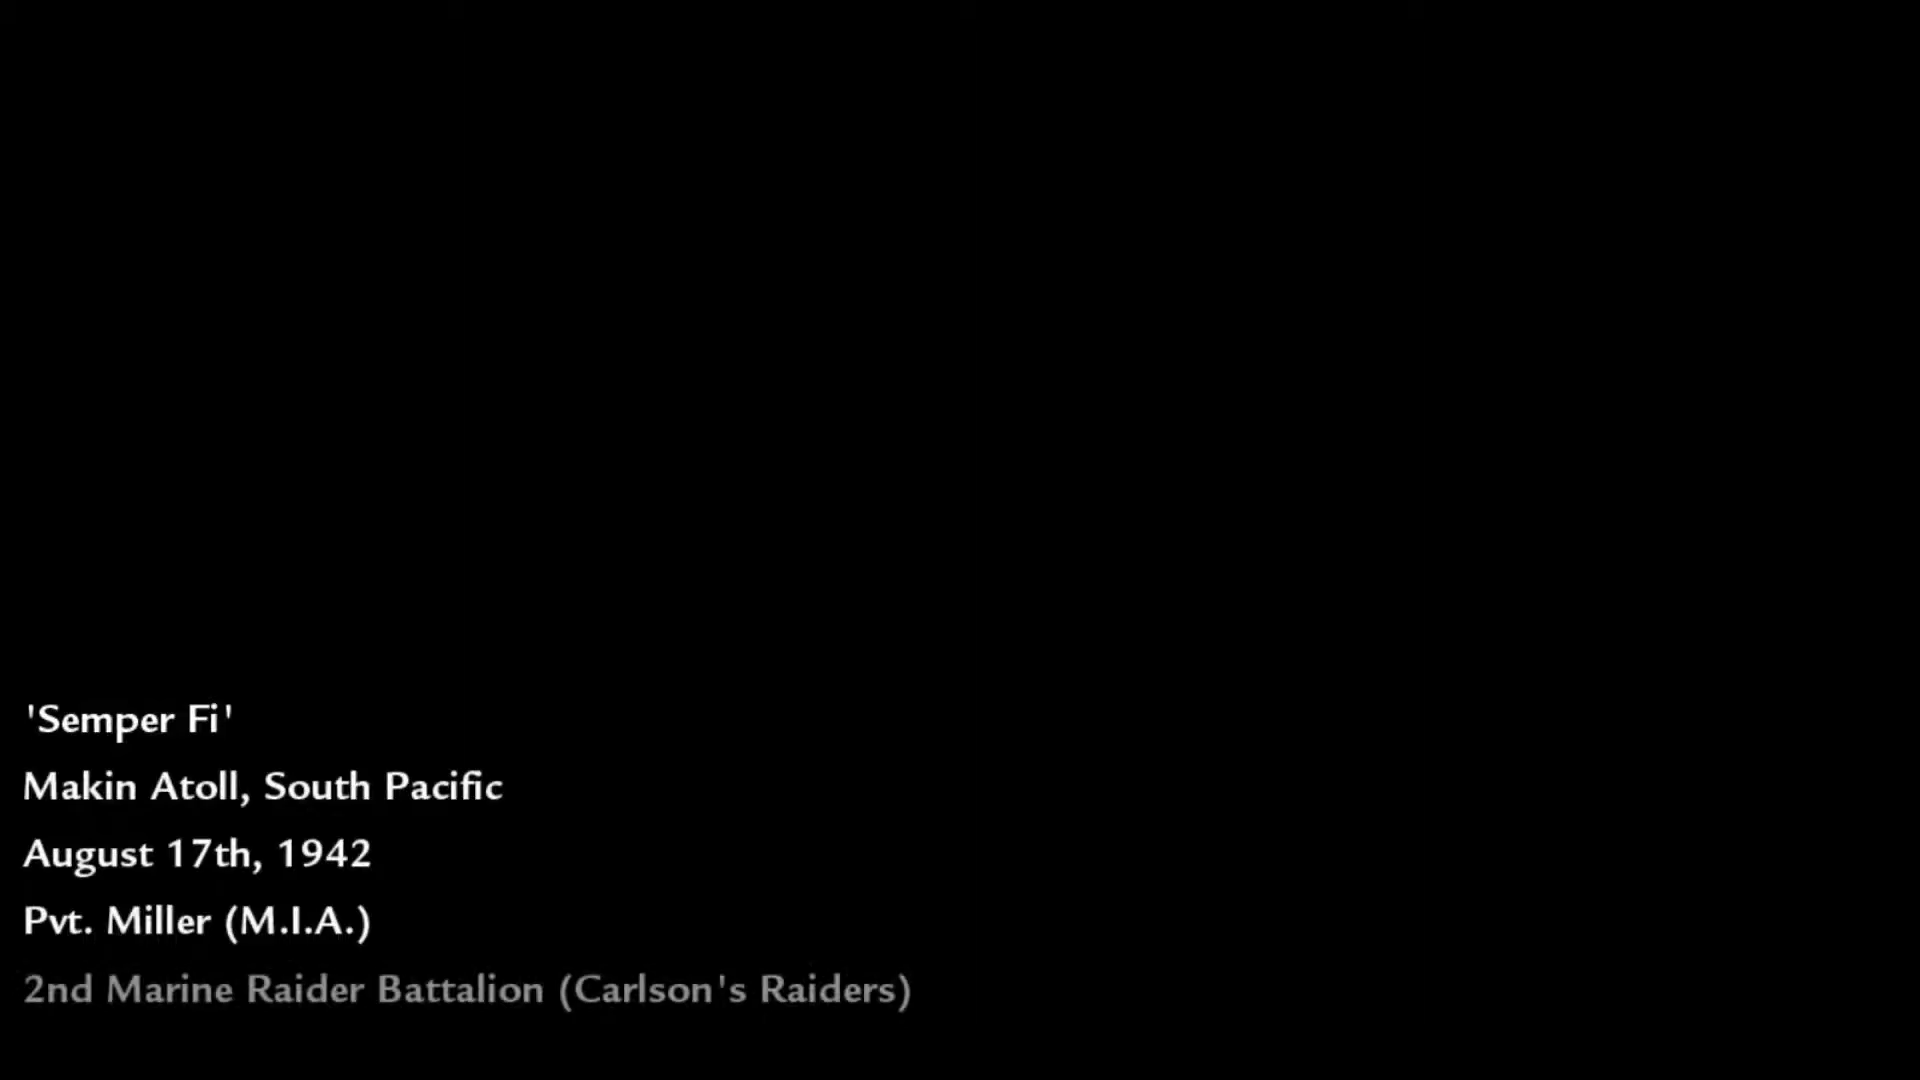 'Semper Fi'
Makin Atoll, South Pacific
August 17th, 1942
Pvt. Miller (M.I.A.)
2nd Marine Raider Battalion (Carlson's Raiders)